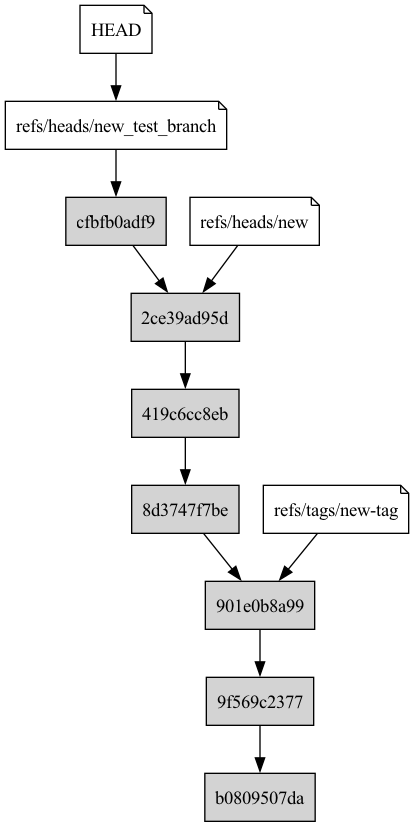 HEAD
refs/heads/new_test_branch
cfbfb0adf9
refs/heads/new
2ce39ad95d
419c6cc8eb
8d3747f7be
refs/tags/new-tag
901e0b8a99
9f569c2377
b0809507da